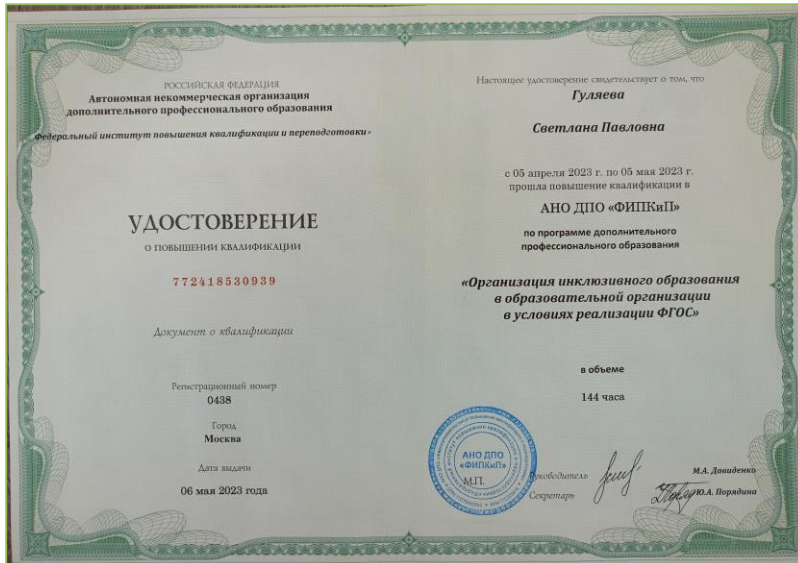 РОССИЙСКАЯ ФЕДЕРАЦИЯ
Автономная некоммерческая организация
дополнительного профессионального образования
Федеральный институт повышения квалификации и переподготовки»
УДОСТОВЕРЕНИЕ
О ПОВЫШЕНИИ КВАЛИФИКАЦИИ
772418530939
Документ о квалификации
Регистрационный номер
0438
Город
Москва
Дата выдачи
06 мая 2023 года
Настоящее удостоверение свидетельствует о том, что
Гуляева
Светлана Павловна
с 05 апреля 2023 г. по 05 мая 2023 г.
прошла повышение квалификации в
АНО ДПО «ФИПКиП»
по программе дополнительного
профессионального образования
«Организация инклюзивного образования
в образовательной организации
в условиях реализации ФГОС»
в объеме
144 часа
АНО ДПО
«ФИПКиП»
М.П.
Руководитель
М.А. Давиденко
Секретарь
Ю.А. Порядина